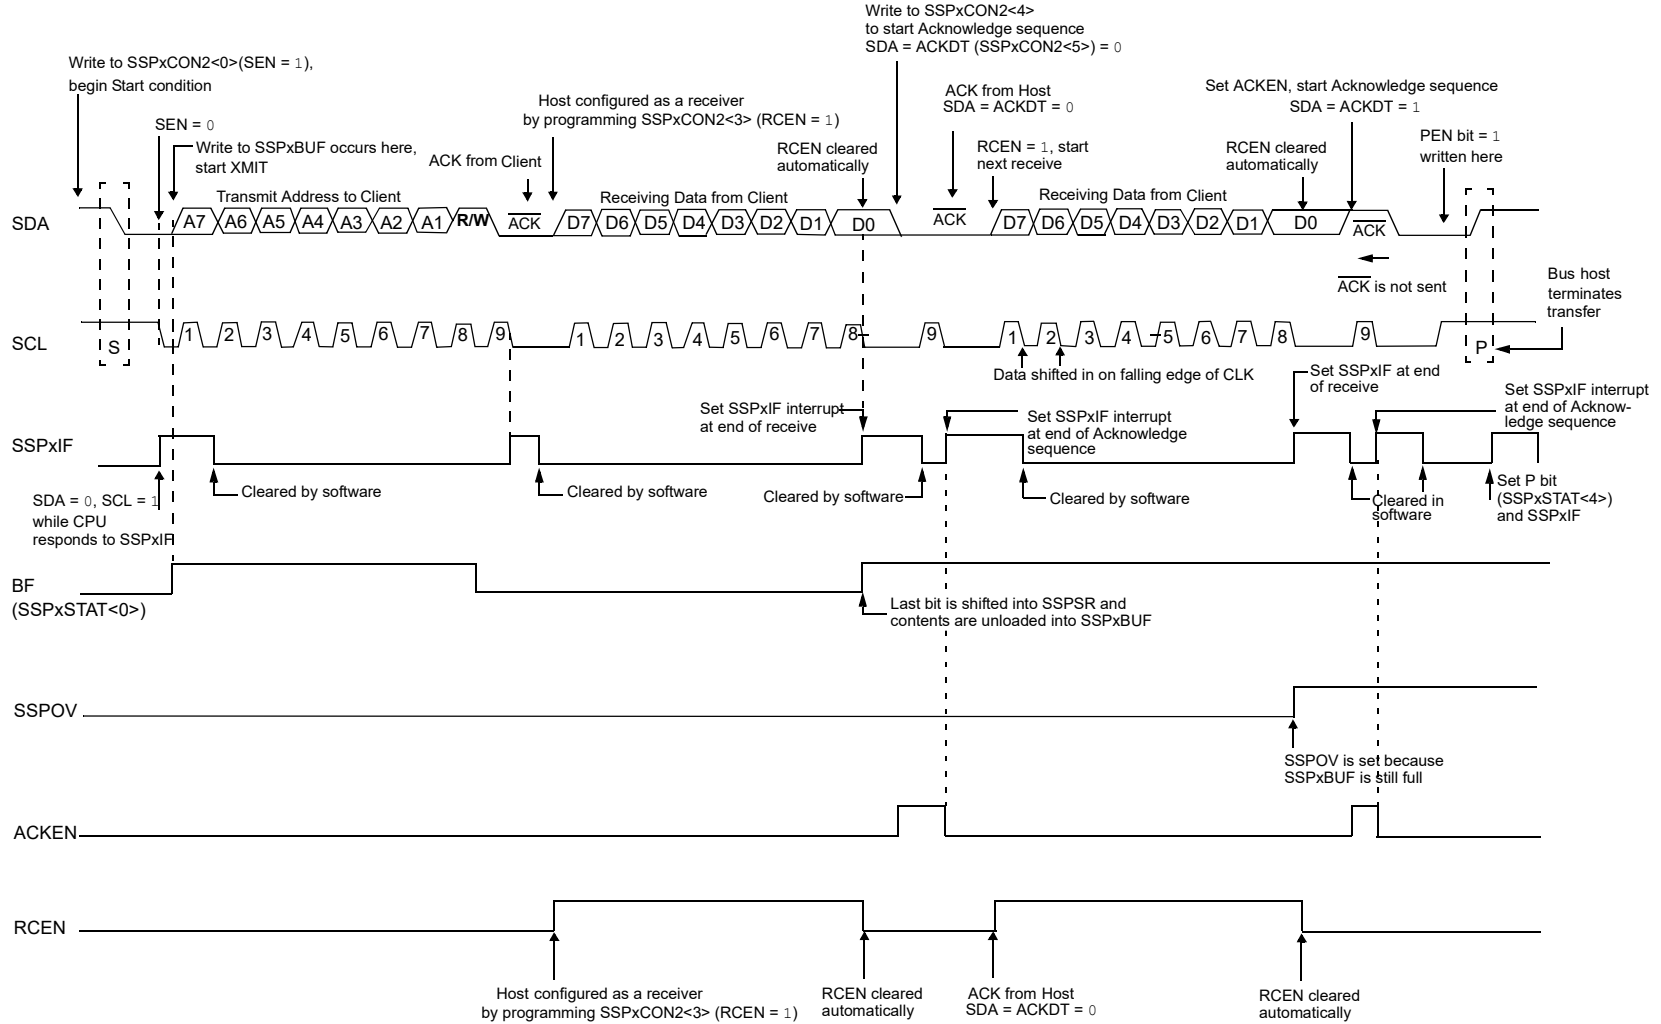 Write to SSPxCON2<4>
to start Acknowledge sequence
SDA = ACKDT (SSPxCON2<5>) = 0
Write to SSPxCON2<0>(SEN = 1),
begin Start condition
ACK from Host
SDA = ACKDT = 0
Set ACKEN, start Acknowledge sequence
SDA = ACKDT = 1
Host configured as a receiver
by programming SSPxCON2<3> (RCEN = 1)
SEN = 0
Write to SSPxBUF occurs here,
start XMIT
ACK from Client
RCEN cleared
automatically
RCEN = 1, start
next receive
RCEN cleared
automatically
PEN bit = 1
written here
Transmit Address to Client
Receiving Data from Client
Receiving Data from Client
SDA
A7 A6 A5 A4 A3 A2 A1 R/W ACK D7 D6 D5 D4 D3 D2 D1 D0 ACK D7 D6 D5 D4 D3 D2 D1 D0 ACK
ACK is not sent
Bus host
terminates
transfer
SCL
S 1 2 3 4 5 6 7 8 9 1 2 3 4 5 6 7 8 9 1 2 3 4 5 6 7 8 9 P
Data shifted in on falling edge of CLK
Set SSPxIF at end
of receive
Set SSPxIF interrupt
at end of Acknow-
ledge sequence
Set SSPxIF interrupt
at end of receive
Set SSPxIF interrupt
at end of Acknowledge
sequence
SSPxIF
Cleared by software
Cleared by software
Cleared by software
Cleared by software
Cleared in
software
Set P bit
(SSPxSTAT<4>)
and SSPxIF
SDA = 0, SCL = 1
while CPU
responds to SSPxIF
BF
(SSPxSTAT<0>)
Last bit is shifted into SSPSR and
contents are unloaded into SSPxBUF
SSPOV
SSPOV is set because
SSPxBUF is still full
ACKEN
RCEN
Host configured as a receiver
by programming SSPxCON2<3> (RCEN = 1)
RCEN cleared
automatically
ACK from Host
SDA = ACKDT = 0
RCEN cleared
automatically